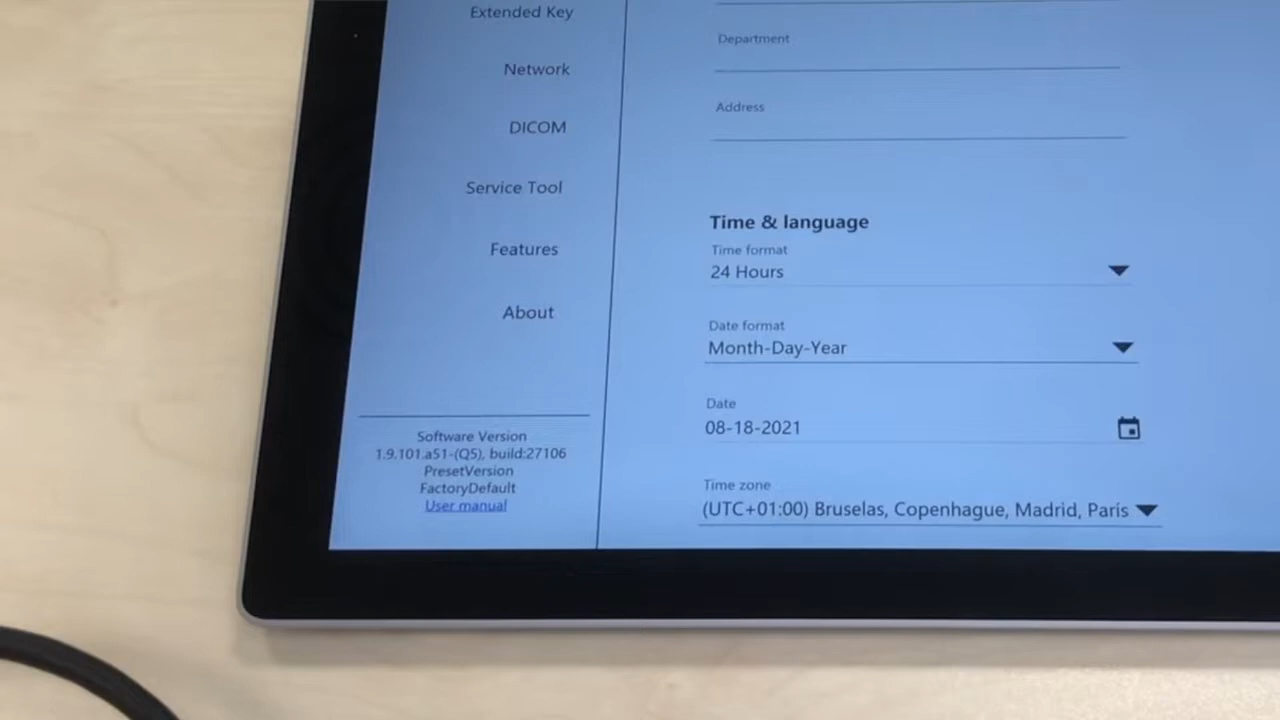 Extended Key
Network
DICOM
Service Tool
Features
About
Software Version
1.9.101.a51-(Q5), build:27106
PresetVersion
FactoryDefault
User manual
Department
Address
Time & language
Time format
24 Hours
Date format
Month-Day-Year
Date
08-18-2021
Time zone
(UTC+01:00) Bruselas, Copenhague, Madrid, París